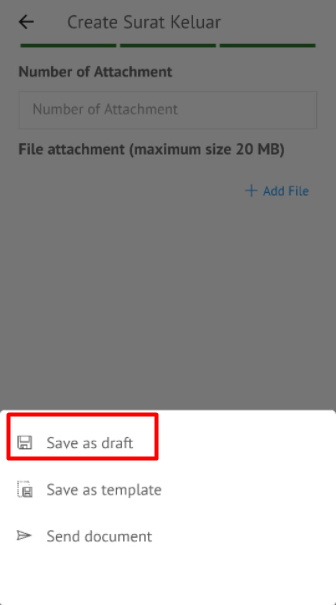 Create Surat Keluar
Number of Attachment
Number of Attachment
File attachment (maximum size 20 MB)
+ Add File
Save as draft
Save as template
Send document